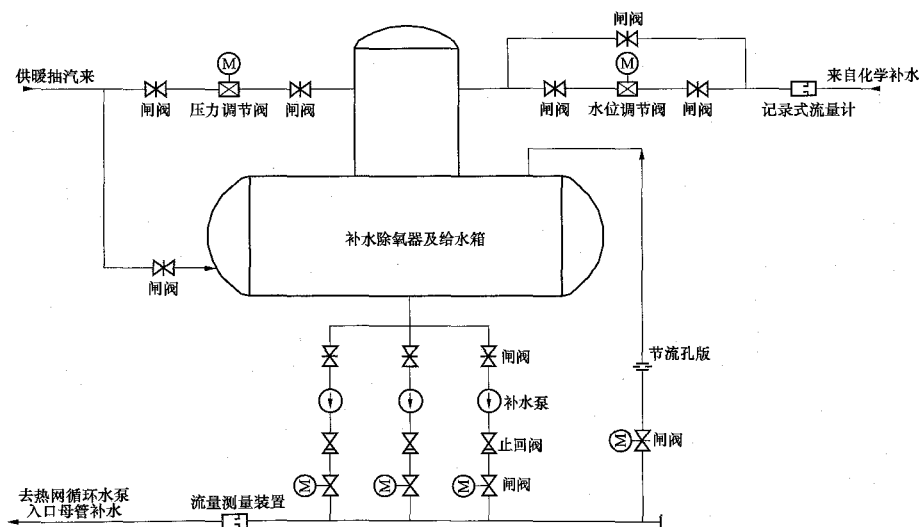 闸阀
M
M
供暖抽汽来
来自化学补水
闸阀
压力调节阀
闸阀
闸阀
水位调节阀
闸阀
记录式流量计
补水除氧器及给水箱
闸阀
闸阀
节流孔版
补水泵
止回阀
M
闸阀
M
M
M
闸阀
去热网循环水泵
入口母管补水
流量测量装置